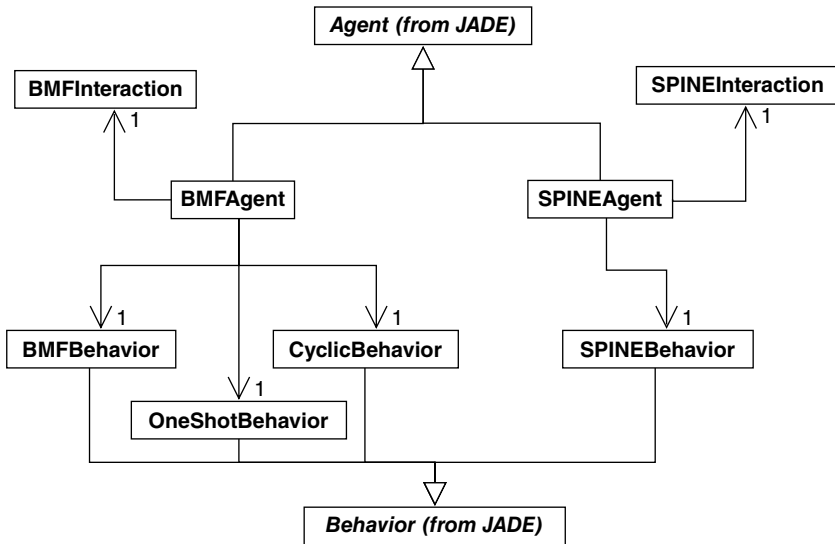 Agent (from JADE)
BMFInteraction
SPINEInteraction
1
1
BMFAgent
SPINEAgent
1
1
1
BMFBehavior
CyclicBehavior
SPINEBehavior
1
OneShotBehavior
Behavior (from JADE)